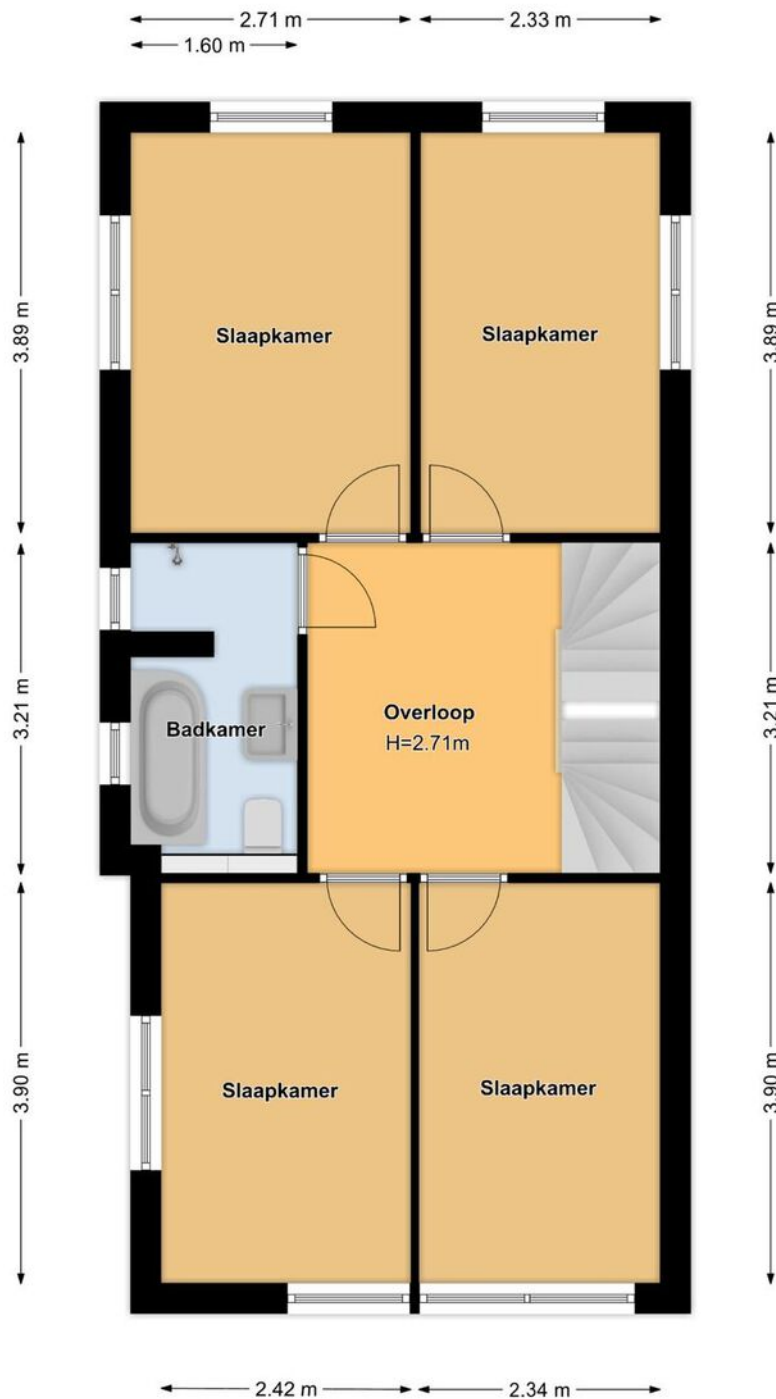 2.71 m
2.33 m
1.60 m
3.89 m
3.89 m
Slaapkamer
Slaapkamer
3.21 m
3.21 m
Badkamer
Overloop
H=2.71m
3.90 m
3.90 m
Slaapkamer
Slaapkamer
2.42 m
2.34 m